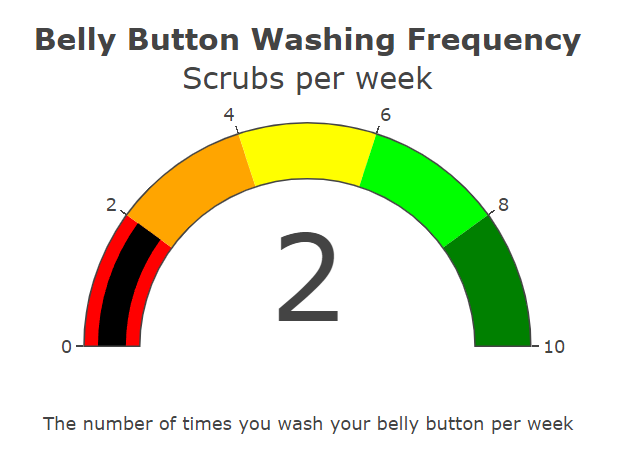 Belly Button Washing Frequency
Scrubs per week
4
6
2
8
2
0
10
The number of times you wash your belly button per week